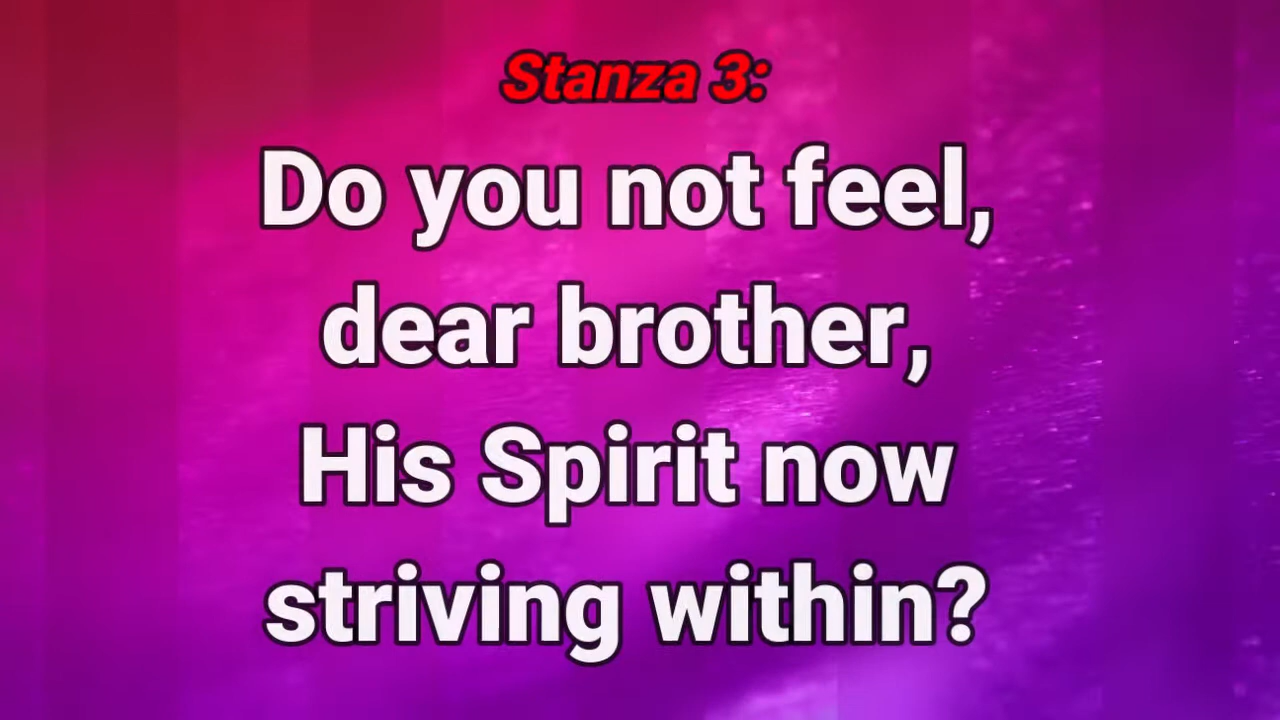 Stanza 3:
Do you not feel,
dear brother,
His Spirit now
striving within?